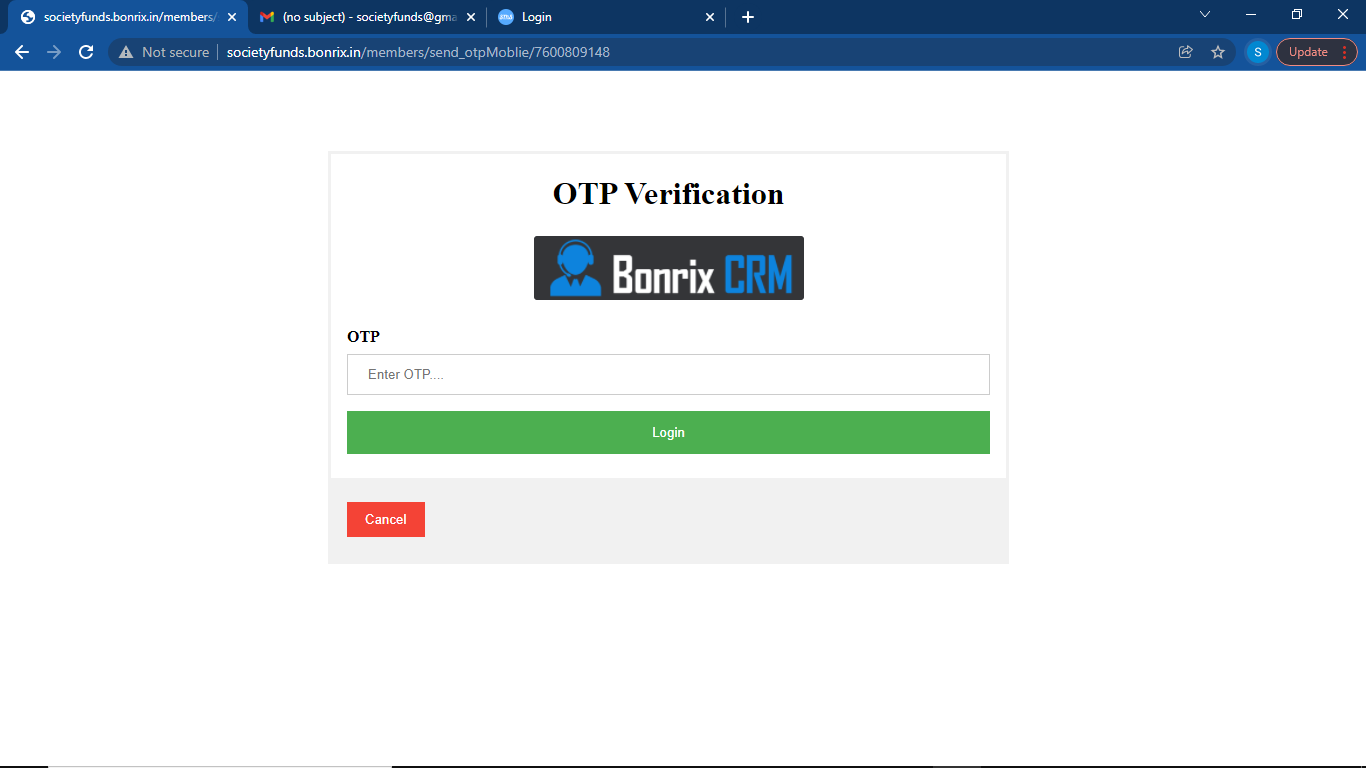 societyfunds.bonrix.in/members/
(no subject) - societyfunds@gma
Login
Not secure
societyfunds.bonrix.in/members/send_otpMoblie/7600809148
S
Update
OTP Verification
Bonrix CRM
OTP
Enter OTP....
Login
Cancel